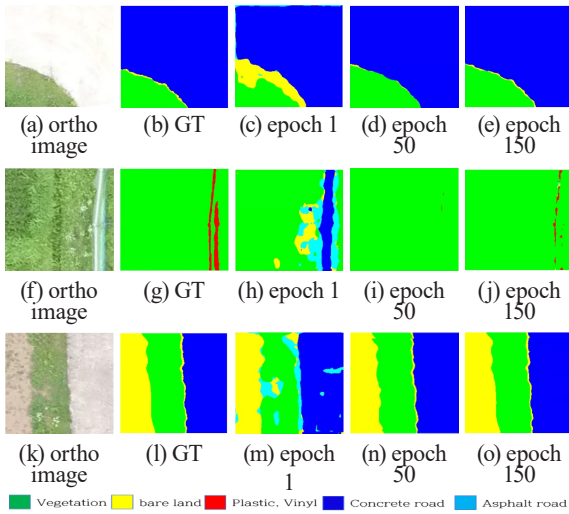 (a) ortho image
(b) GT
(c) epoch 1
(d) epoch 50
(e) epoch 150
(f) ortho image
(g) GT
(h) epoch 1
(i) epoch 50
(j) epoch 150
(k) ortho image
(l) GT
(m) epoch 1
(n) epoch 50
(o) epoch 150
Vegetation
bare land
Plastic, Vinyl
Concrete road
Asphalt road